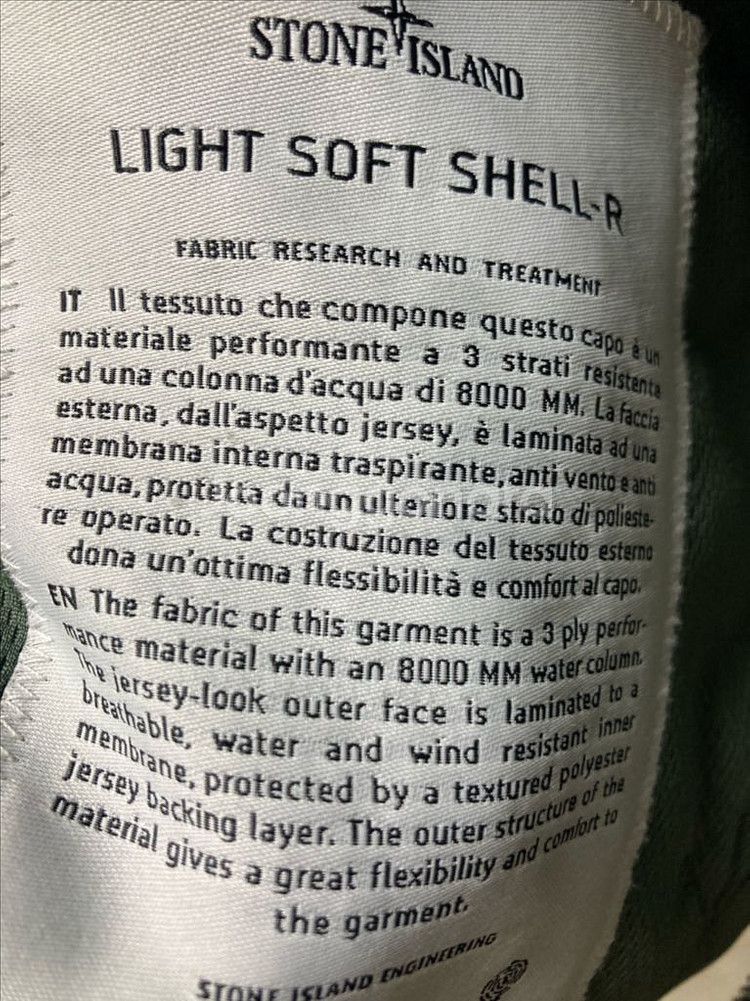 STONE ISLAND
LIGHT SOFT SHELL-R
FABRIC RESEARCH AND TREATMENT
IT Il tessuto che compone questo capo è un
materiale performante a 3 strati resistente
ad una colonna d'acqua di 8000 MM. La faccia
esterna, dall'aspetto jersey, è laminata ad una
membrana interna traspirante, anti vento e anti
acqua, protetta da un ulteriore strato di polieste-
re operato. La costruzione del tessuto esterno
dona un'ottima flessibilità e comfort al capo.
EN The fabric of this garment is a 3 ply perfor-
mance material with an 8000 MM water column.
The jersey-look outer face is laminated to a
breathable, water and wind resistant inner
membrane, protected by a textured polyester
jersey backing layer. The outer structure of the
material gives a great flexibility and comfort to
the garment.
STONE ISLAND ENGINEERING